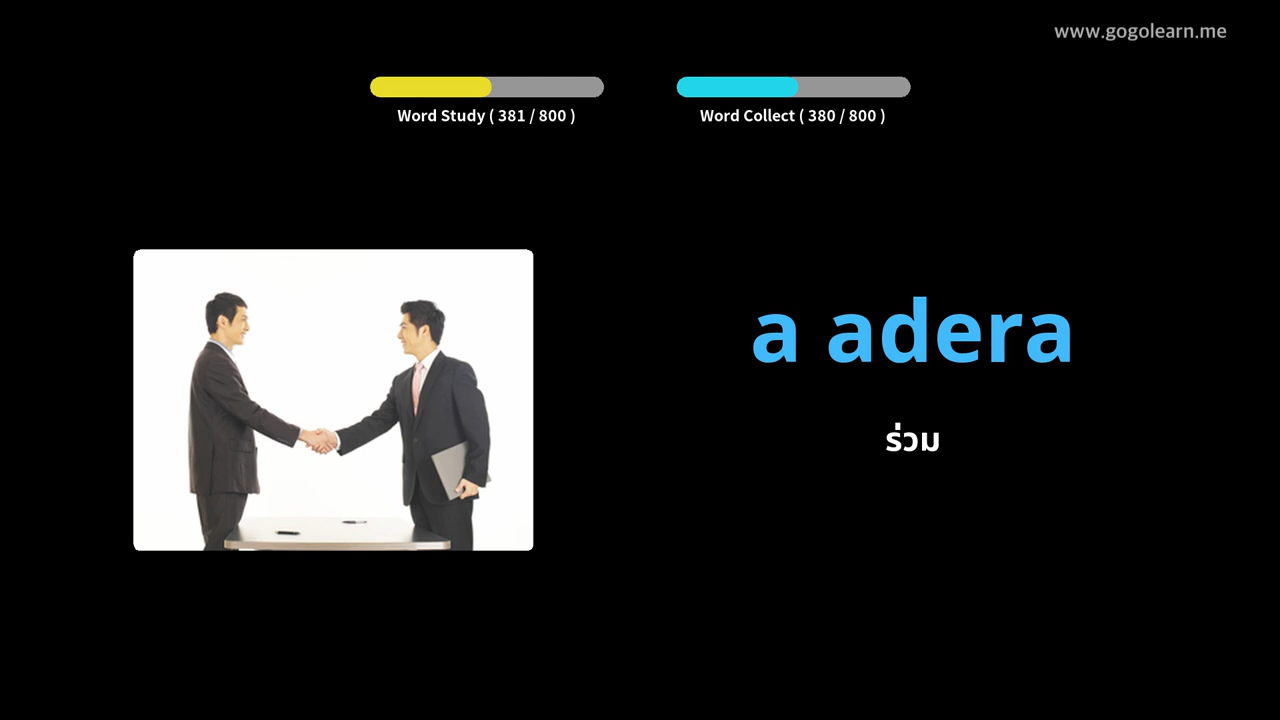 www.gogolearn.me
Word Study ( 381 / 800 )
Word Collect ( 380 / 800 )
a adera
ร่วม